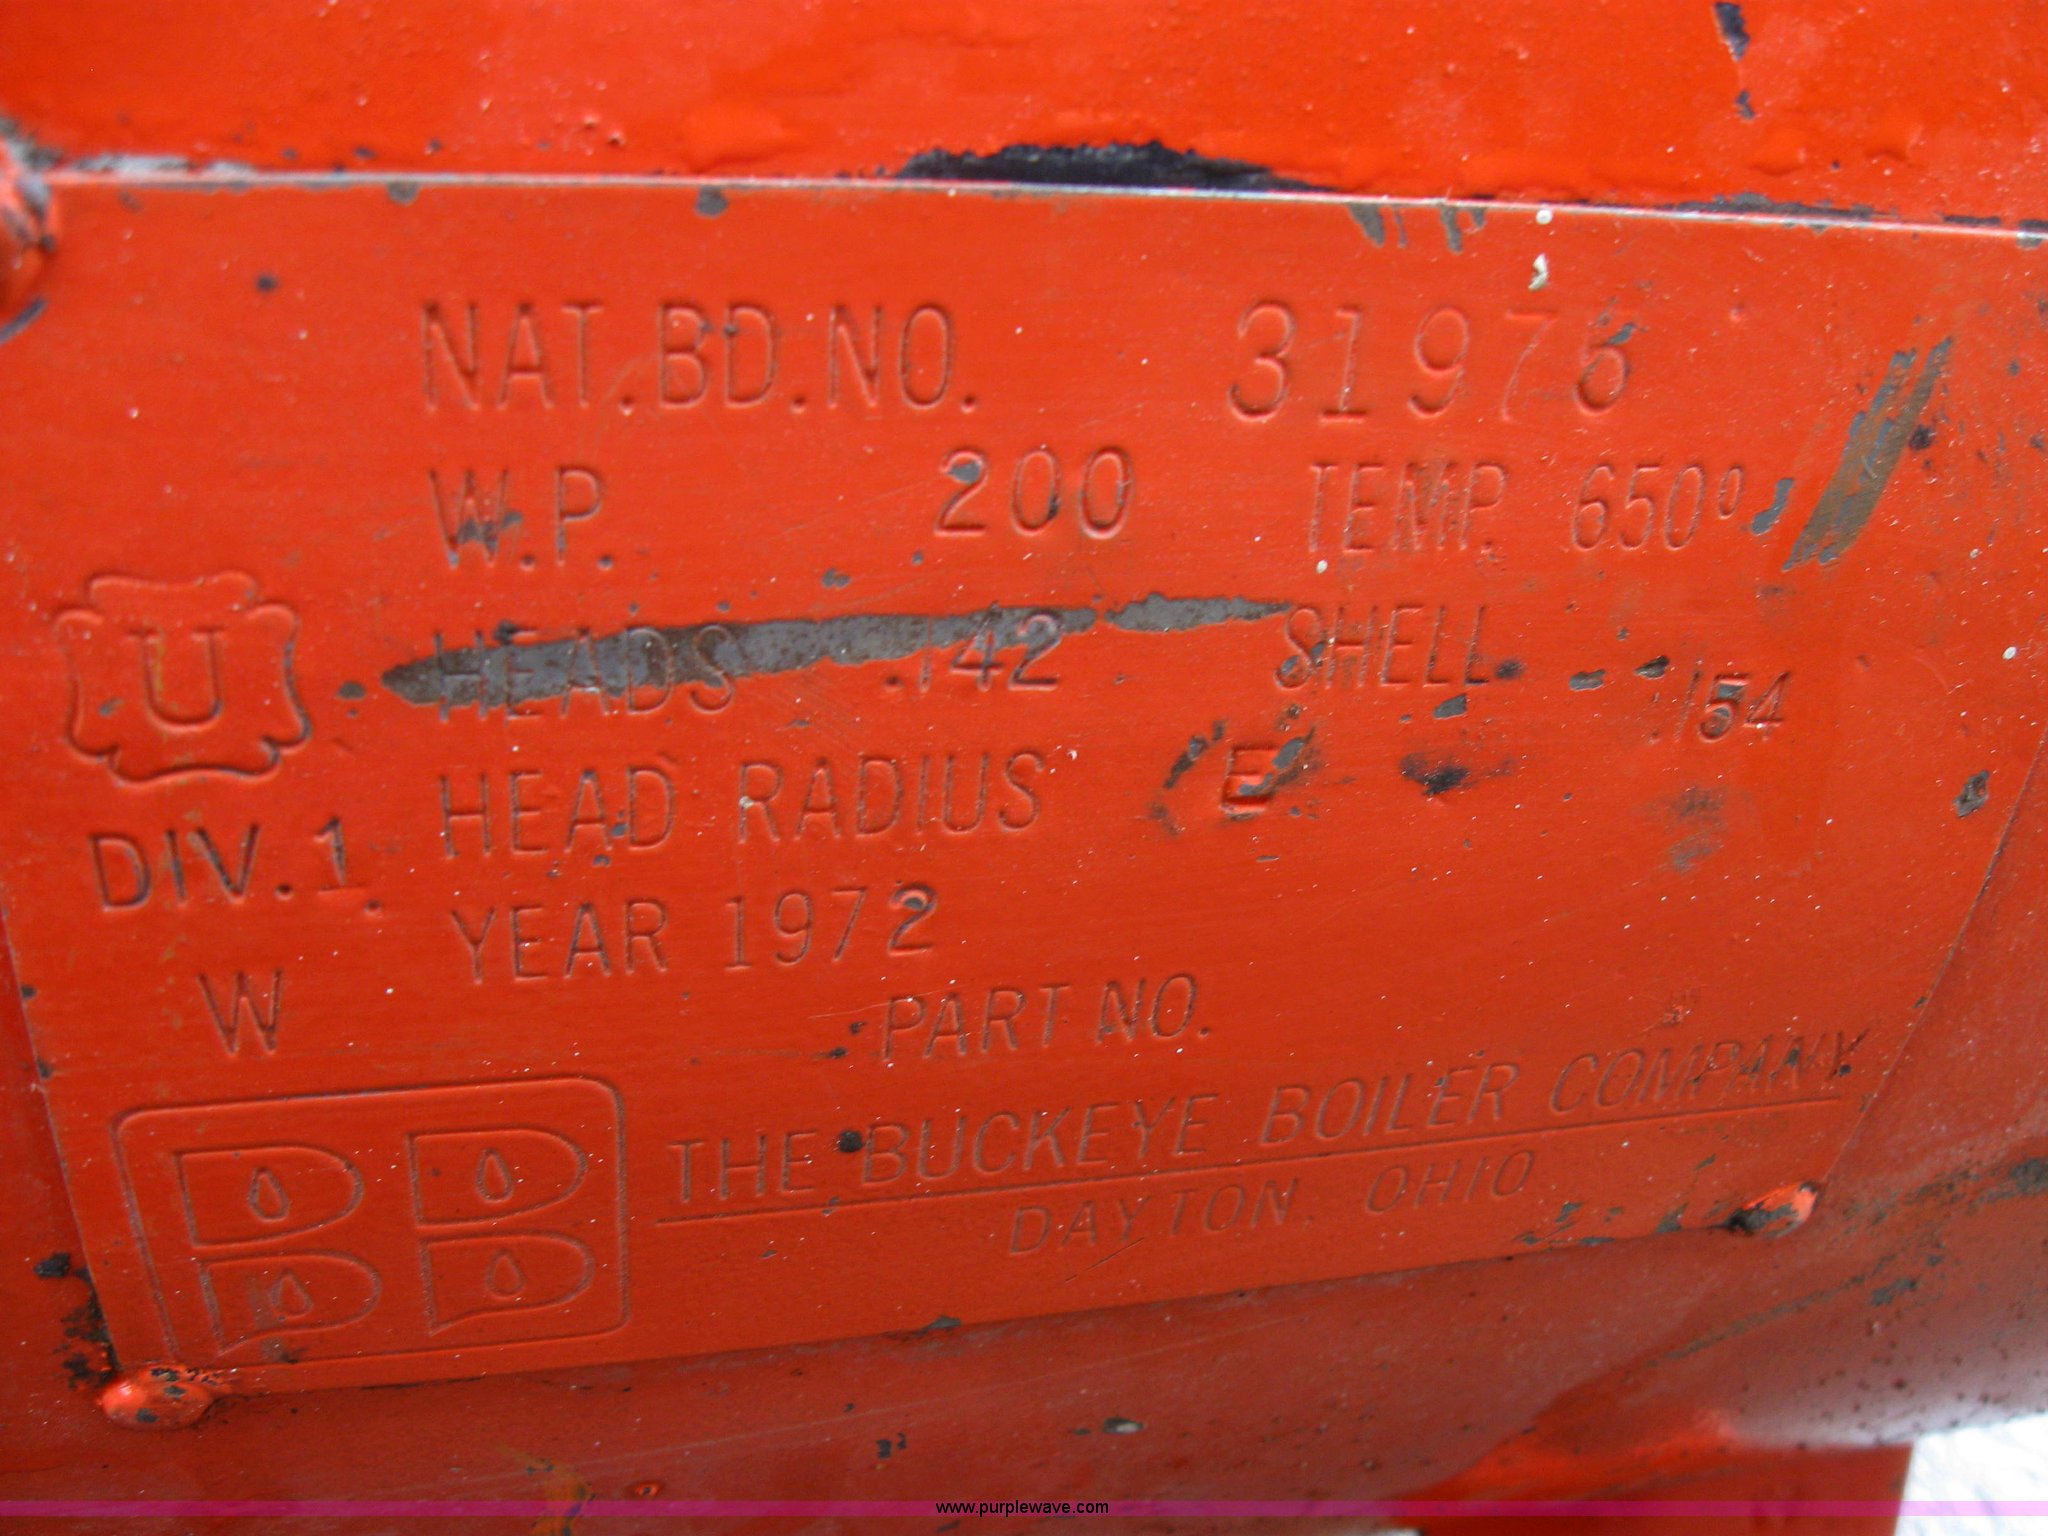 NAT.BD.NO. 31976
W.P. 200 TEMP. 650°
HEADS .142 SHELL .154
U
HEAD RADIUS E
DIV.1.
YEAR 1972
W
PART NO.
THE BUCKEYE BOILER COMPANY
DAYTON, OHIO
www.purplewave.com